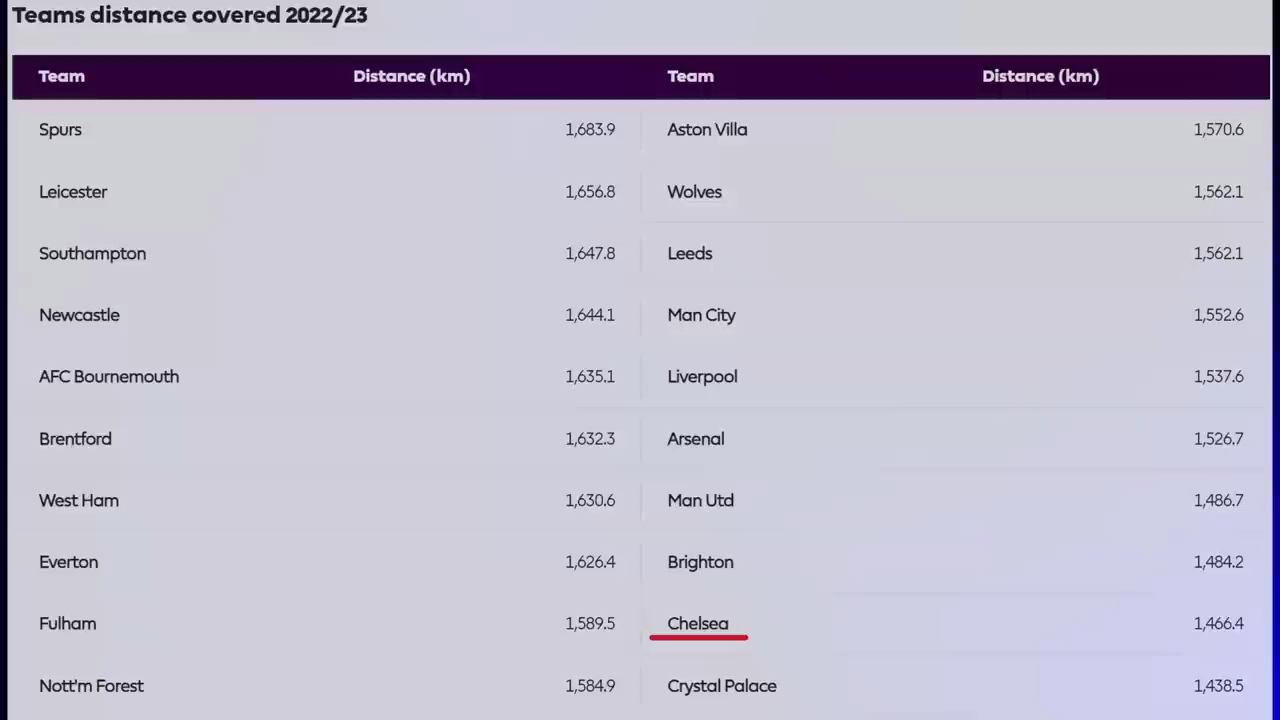 Teams distance covered 2022/23
Team Distance (km) Team Distance (km)
Spurs 1,683.9 Aston Villa 1,570.6
Leicester 1,656.8 Wolves 1,562.1
Southampton 1,647.8 Leeds 1,562.1
Newcastle 1,644.1 Man City 1,552.6
AFC Bournemouth 1,635.1 Liverpool 1,537.6
Brentford 1,632.3 Arsenal 1,526.7
West Ham 1,630.6 Man Utd 1,486.7
Everton 1,626.4 Brighton 1,484.2
Fulham 1,589.5 Chelsea 1,466.4
Nott'm Forest 1,584.9 Crystal Palace 1,438.5